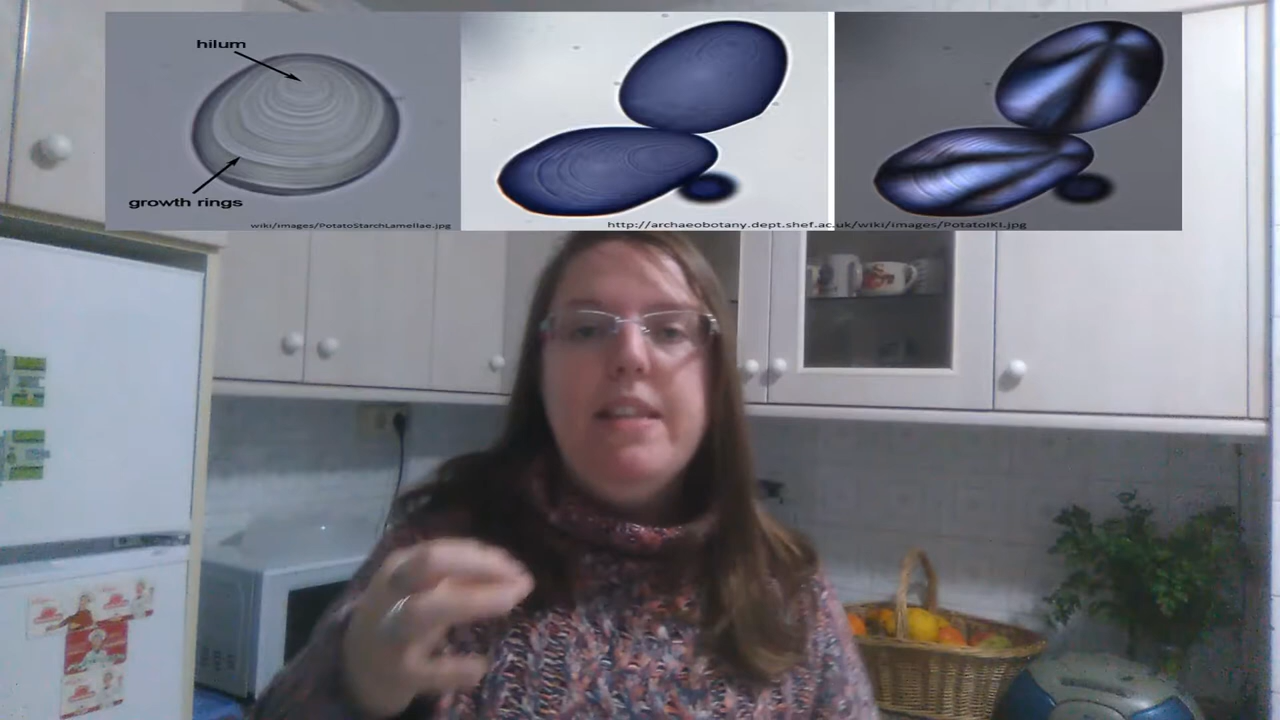 hilum
growth rings
wiki/images/PotatoStarchLamellae.jpg
http://archaeobotany.dept.shef.ac.uk/wiki/images/PotatoIKI.jpg